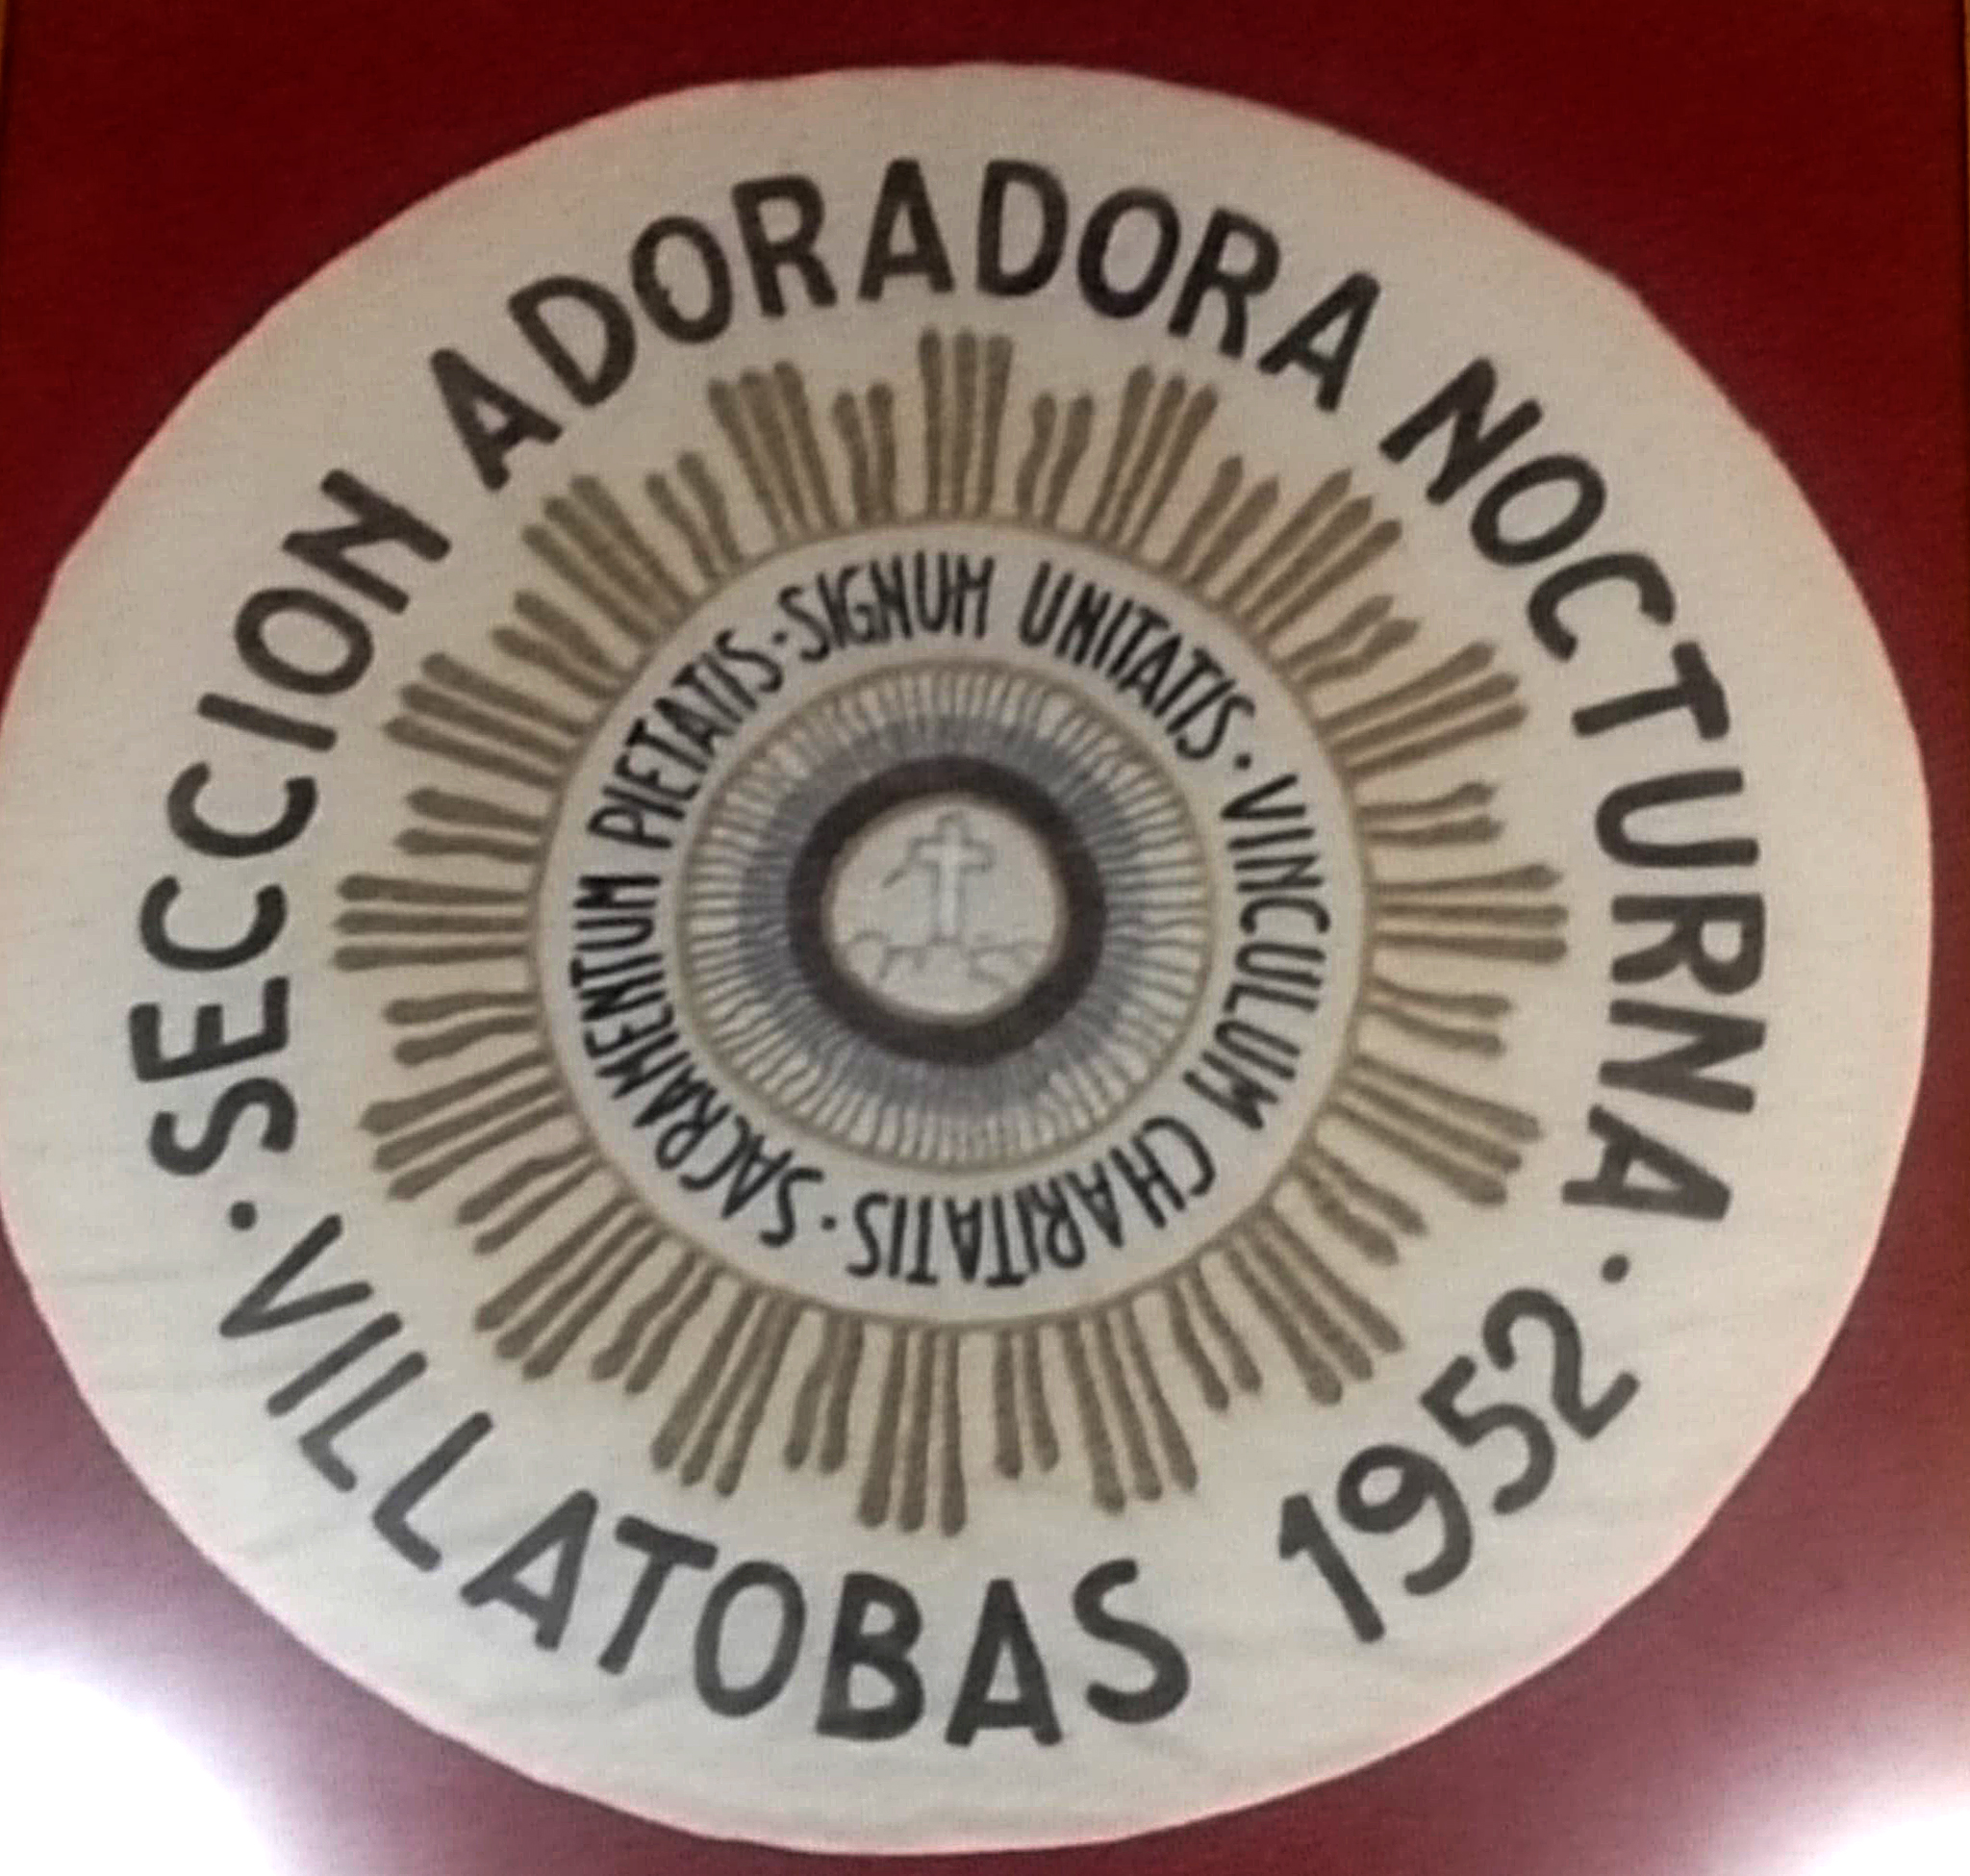 SECCION ADORADORA NOCTURNA ·
VILLATOBAS 1952 ·
SACRAMENTUM PIETATIS · SIGNUM UNITATIS · VINCULUM CHARITATIS ·